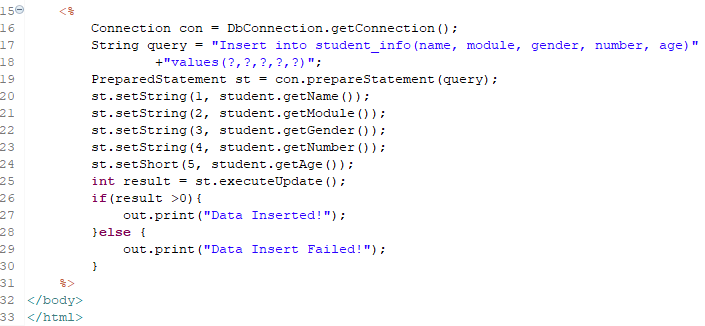 15 <%
16 Connection con = DbConnection.getConnection();
17 String query = "Insert into student_info(name, module, gender, number, age)"
18 +"values(?,?,?,?,?)";
19 PreparedStatement st = con.prepareStatement(query);
20 st.setString(1, student.getName());
21 st.setString(2, student.getModule());
22 st.setString(3, student.getGender());
23 st.setString(4, student.getNumber());
24 st.setShort(5, student.getAge());
25 int result = st.executeUpdate();
26 if(result >0){
27 out.print("Data Inserted!");
28 }else {
29 out.print("Data Insert Failed!");
30 }
31 %>
32 </body>
33 </html>